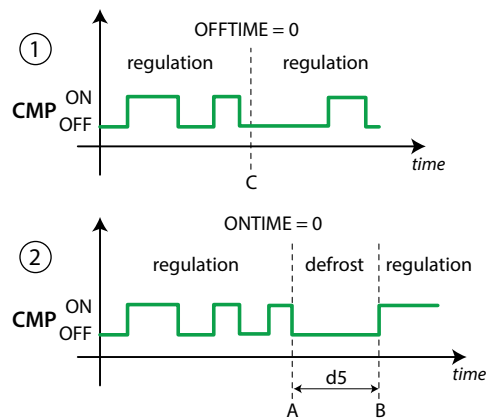 1
OFFTIME = 0
regulation regulation
CMP ON
OFF
time
C
ONTIME = 0
2
regulation defrost regulation
CMP ON
OFF
d5
time
A B